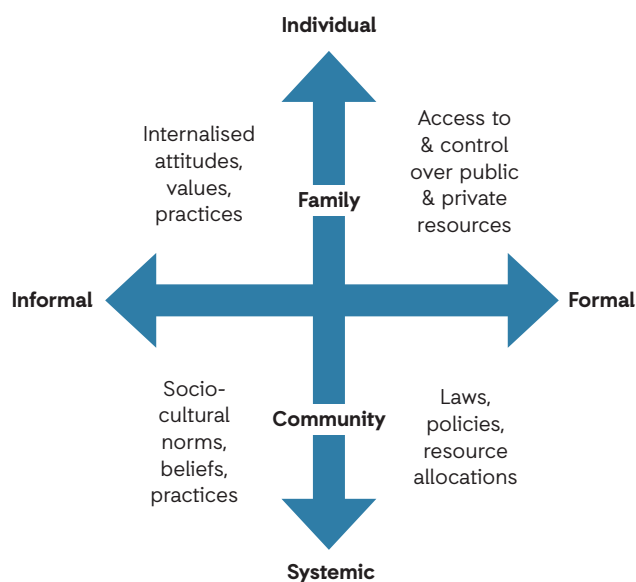 Individual
Internalised
attitudes,
values,
practices
Access to
& control
over public
& private
resources
Family
Informal
Formal
Socio-
cultural
norms,
beliefs,
practices
Community
Laws,
policies,
resource
allocations
Systemic